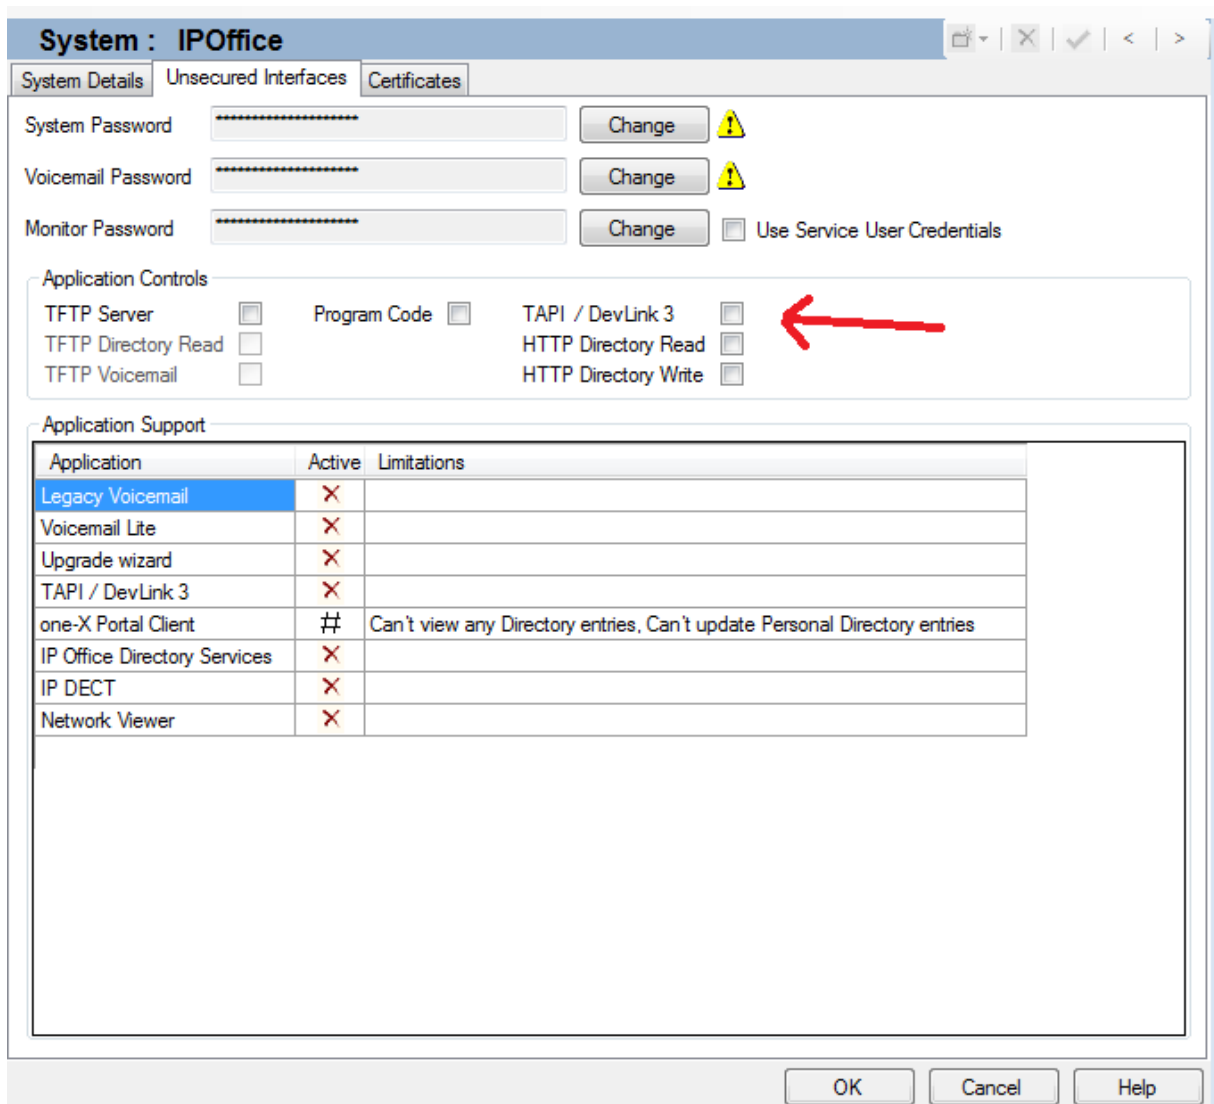 System : IPOffice
< >
System Details Unsecured Interfaces Certificates
System Password ******************** Change
Voicemail Password ******************** Change
Monitor Password ******************** Change Use Service User Credentials
Application Controls
TFTP Server Program Code TAPI / DevLink 3
TFTP Directory Read HTTP Directory Read
TFTP Voicemail HTTP Directory Write
Application Support
Application Active Limitations
Legacy Voicemail
Voicemail Lite
Upgrade wizard
TAPI / DevLink 3
one-X Portal Client # Can't view any Directory entries, Can't update Personal Directory entries
IP Office Directory Services
IP DECT
Network Viewer
OK Cancel Help